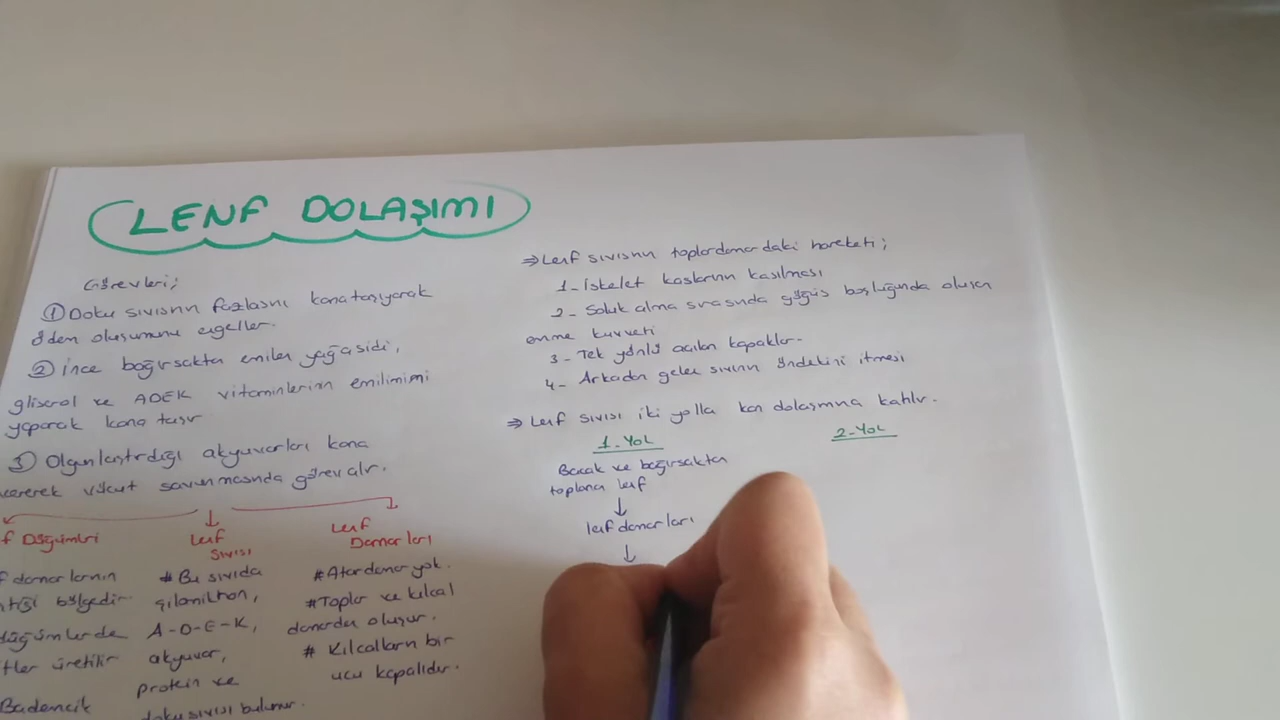 LENF DOLAŞIMI
Görevleri;
① Doku sıvısının fazlasını kana taşıyarak
ödem oluşumunu engeller.
② İnce bağırsakta emilen yağ asidi,
gliserol ve ADEK vitaminlerinin emilimini
yaparak kana taşır
③ Olgunlaştırdığı akyuvarları kana
vererek vücut savunmasında görev alır.
f Düğümleri
f damarlarının
bölgedir
düğümlerde
üretilir
Bademcik
Lenf
Sıvısı
# Bu sıvıda
şilomikron,
A-D-E-K,
akyuvar,
protein ve
doku sıvısı bulunur.
Lenf
Damarları
# Atardamar yok.
# Toplar ve kılcal
damardan oluşur.
# Kılcalların bir
ucu kapalıdır.
⇒ Lenf sıvısının toplardamardaki hareketi;
1- İskelet kaslarının kasılması
2- Soluk alma sırasında göğüs boşluğunda oluşan
emme kuvveti
3- Tek yönlü açılan kapaklar.
4- Arkadan gelen sıvının öndekini itmesi
⇒ Lenf sıvısı iki yolla kan dolaşımına katılır.
1-YOL
Bacak ve bağırsaktan
toplanan lenf
↓
lenf damarları
↓
2-YOL